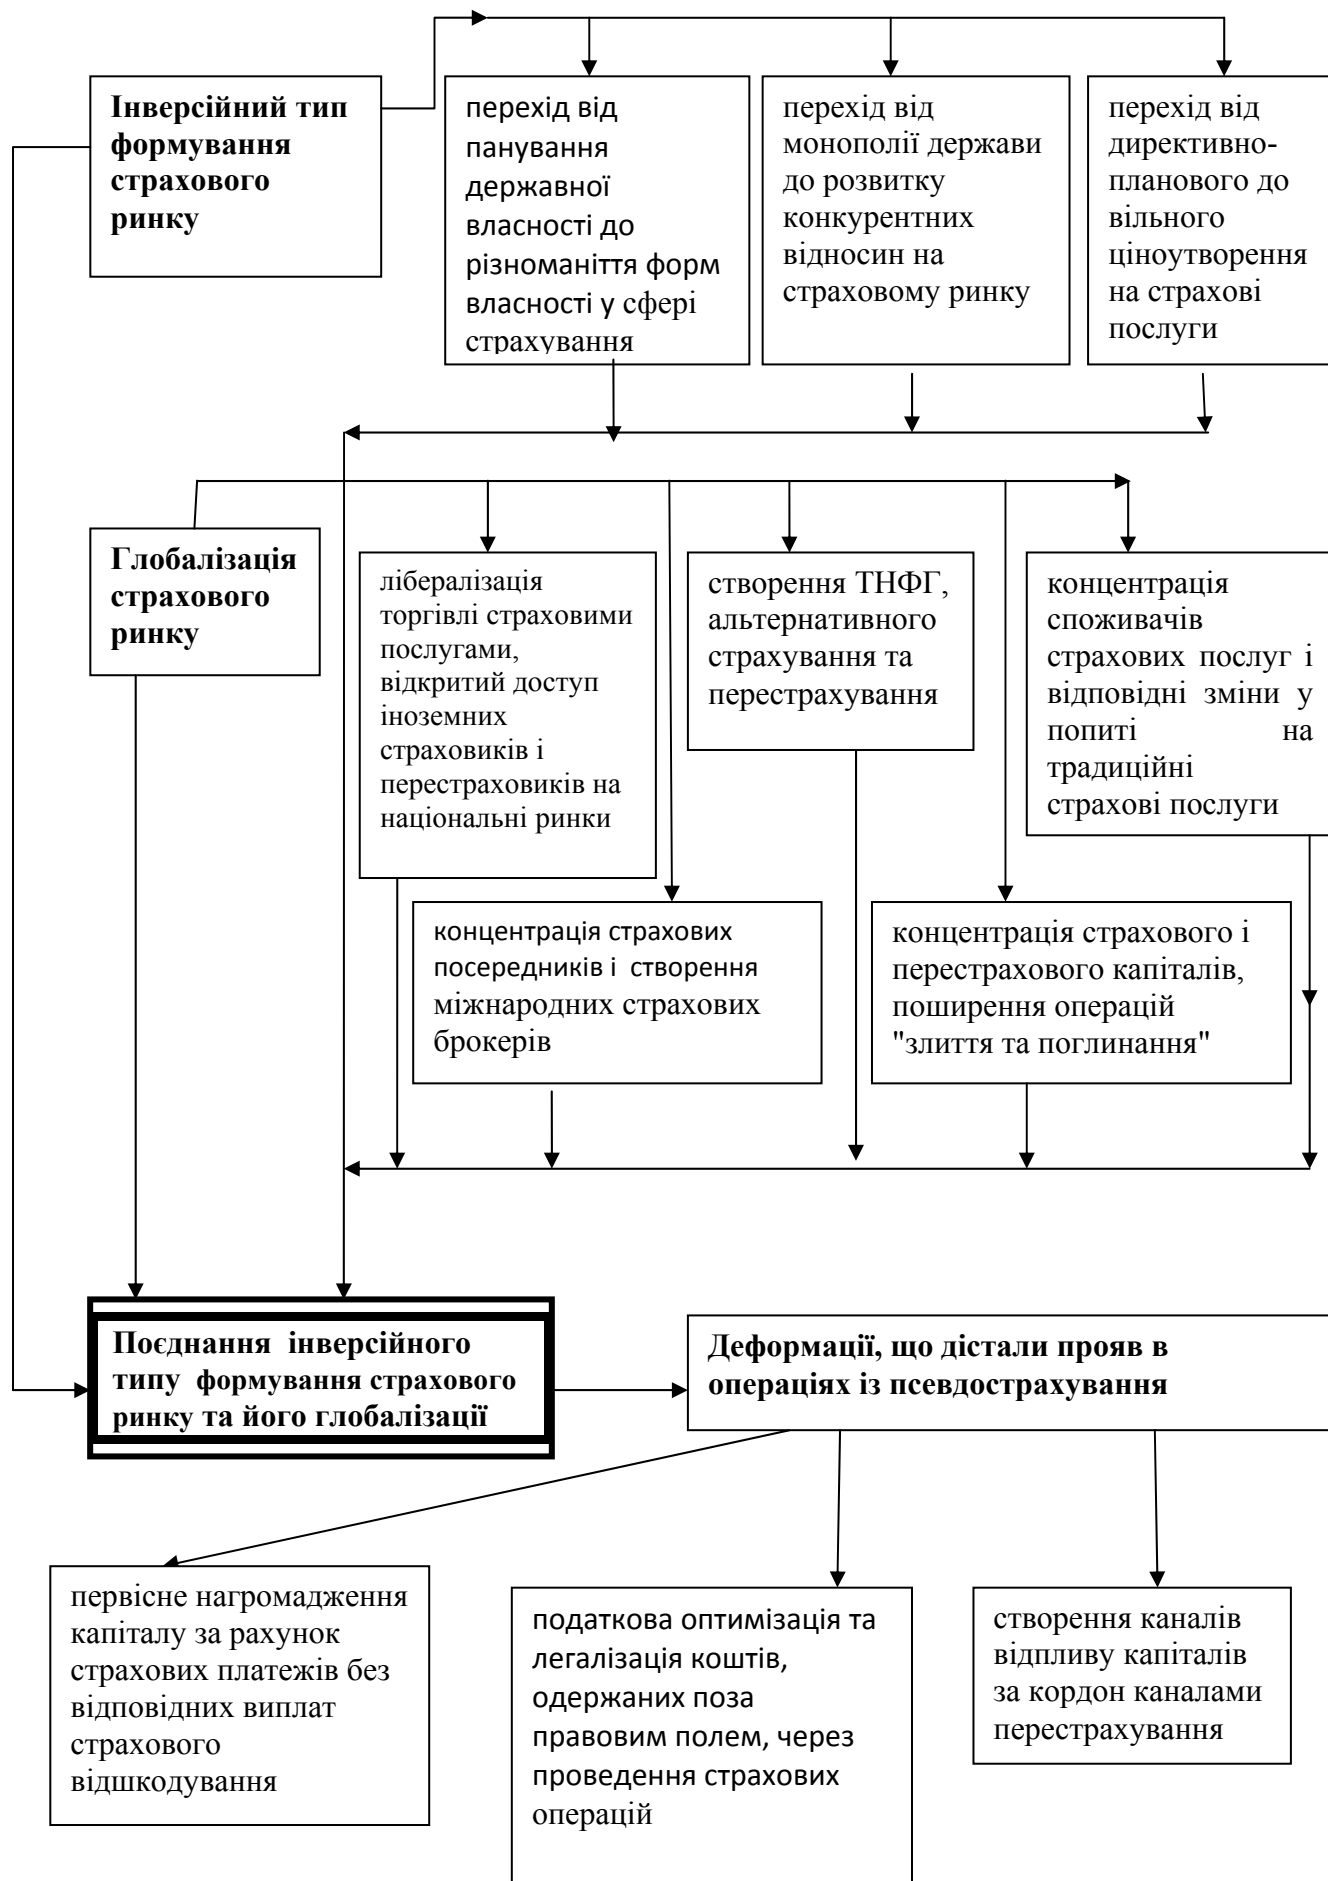 Інверсійний тип
формування
страхового
ринку
перехід від
панування
державної
власності до
різноманіття форм
власності у сфері
страхування
перехід від
монополії держави
до розвитку
конкурентних
відносин на
страховому ринку
перехід від
директивно-
планового до
вільного
ціноутворення
на страхові
послуги
Глобалізація
страхового
ринку
лібералізація
торгівлі страховими
послугами,
відкритий доступ
іноземних
страховиків і
перестраховиків на
національні ринки
створення ТНФГ,
альтернативного
страхування та
перестрахування
концентрація
споживачів
страхових послуг і
відповідні зміни у
попиті на
традиційні
страхові послуги
концентрація страхових
посередників і створення
міжнародних страхових
брокерів
концентрація страхового і
перестрахового капіталів,
поширення операцій
"злиття та поглинання"
Поєднання інверсійного
типу формування страхового
ринку та його глобалізації
Деформації, що дістали прояв в
операціях із псевдострахування
первісне нагромадження
капіталу за рахунок
страхових платежів без
відповідних виплат
страхового
відшкодування
податкова оптимізація та
легалізація коштів,
одержаних поза
правовим полем, через
проведення страхових
операцій
створення каналів
відпливу капіталів
за кордон каналами
перестрахування